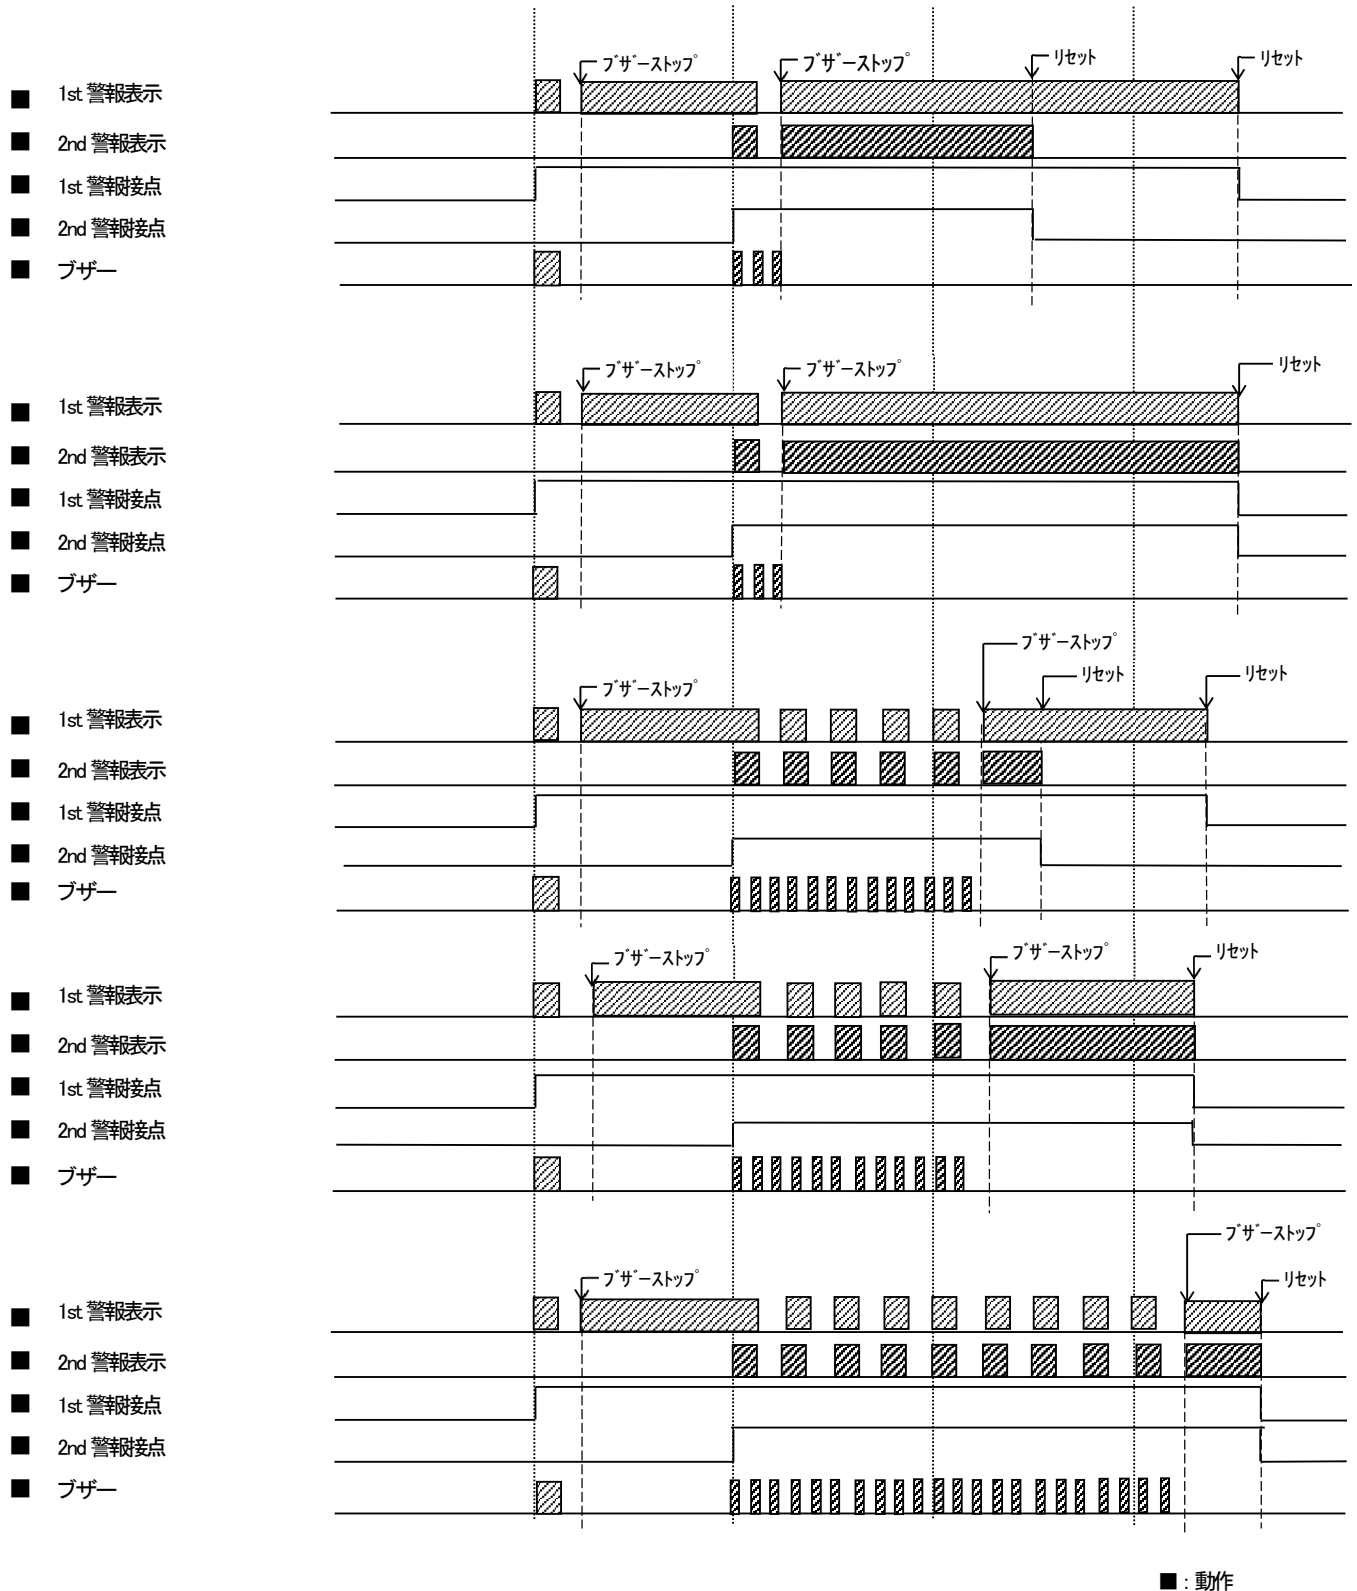 ブザーストップ ブザーストップ リセット リセット
■ 1st 警報表示
■ 2nd 警報表示
■ 1st 警報接点
■ 2nd 警報接点
■ ブザー
ブザーストップ ブザーストップ リセット
■ 1st 警報表示
■ 2nd 警報表示
■ 1st 警報接点
■ 2nd 警報接点
■ ブザー
ブザーストップ
ブザーストップ リセット リセット
■ 1st 警報表示
■ 2nd 警報表示
■ 1st 警報接点
■ 2nd 警報接点
■ ブザー
ブザーストップ ブザーストップ リセット
■ 1st 警報表示
■ 2nd 警報表示
■ 1st 警報接点
■ 2nd 警報接点
■ ブザー
ブザーストップ
ブザーストップ リセット
■ 1st 警報表示
■ 2nd 警報表示
■ 1st 警報接点
■ 2nd 警報接点
■ ブザー
■ : 動作